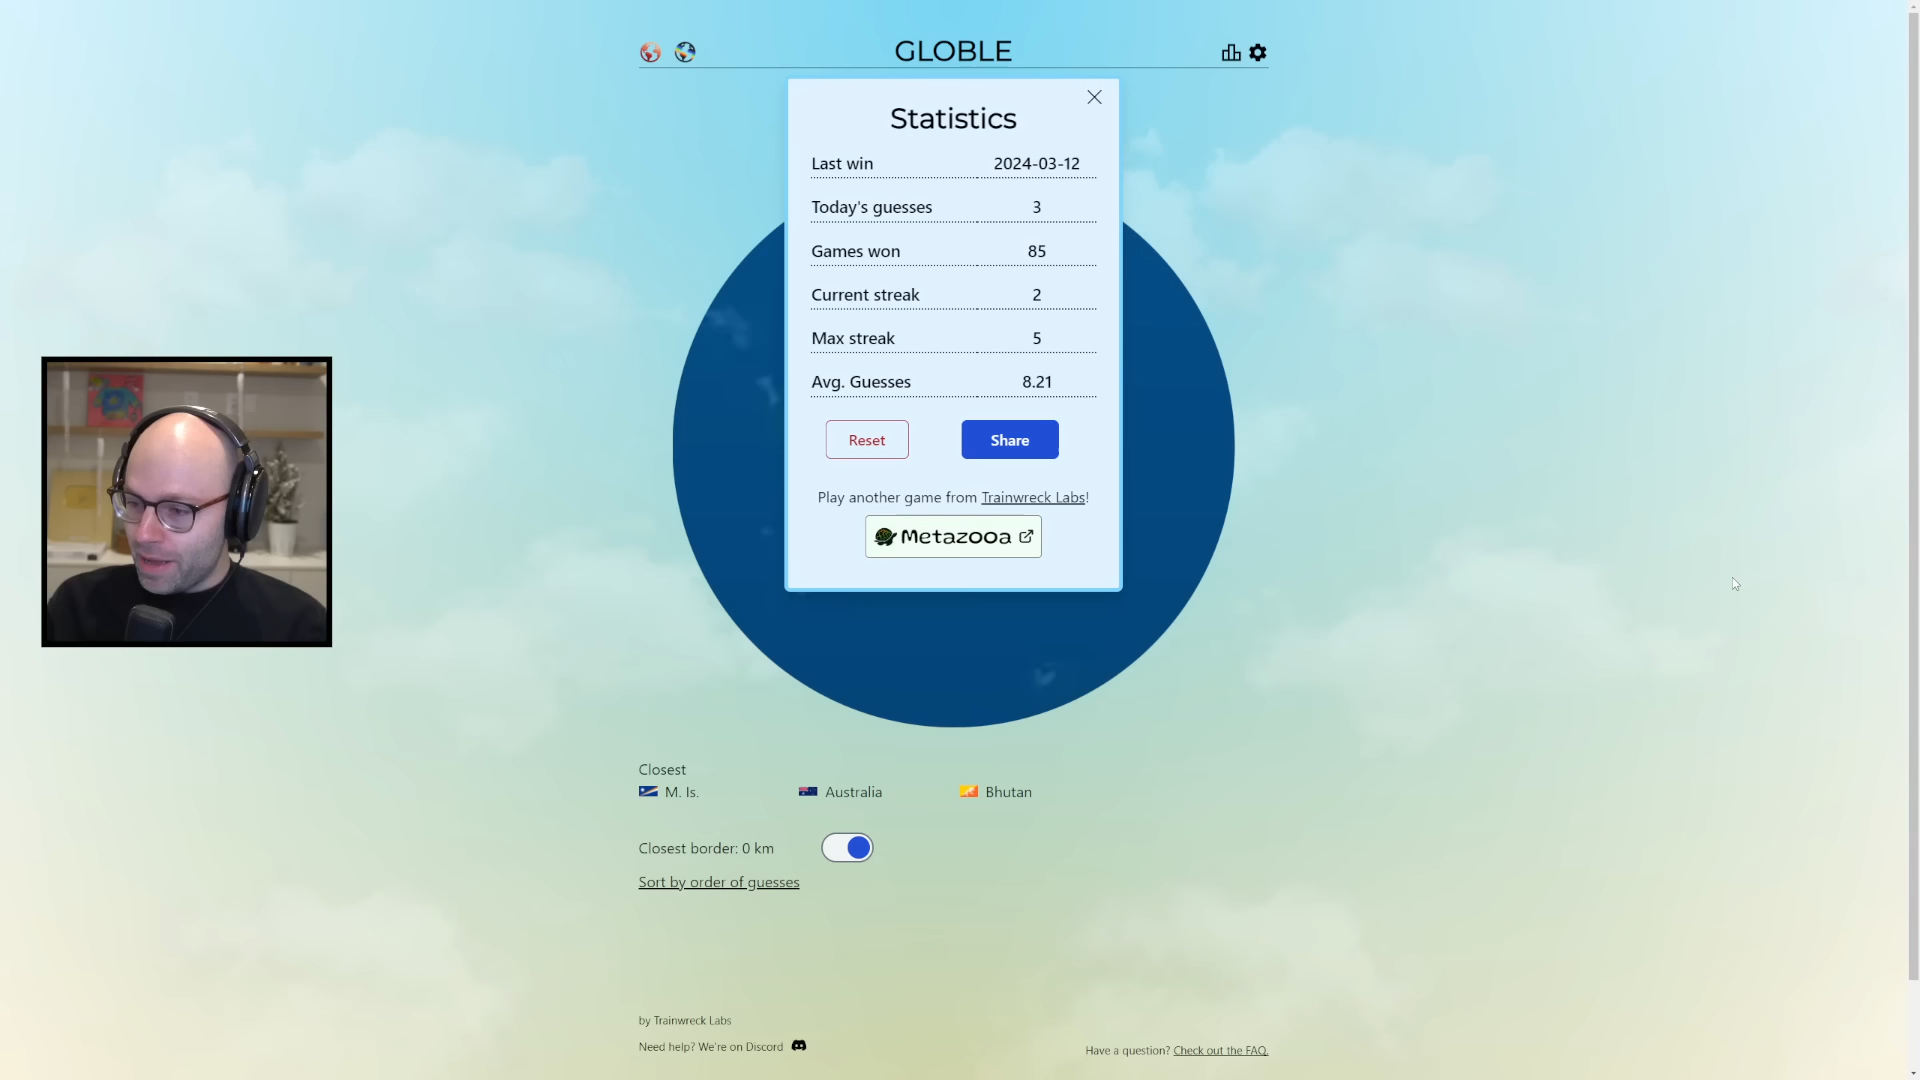 GLOBLE
Statistics
Last win 2024-03-12
Today's guesses 3
Games won 85
Current streak 2
Max streak 5
Avg. Guesses 8.21
Reset Share
Play another game from Trainwreck Labs!
Metazooa
Closest
M. Is. Australia Bhutan
Closest border: 0 km
Sort by order of guesses
by Trainwreck Labs
Need help? We're on Discord
Have a question? Check out the FAQ.